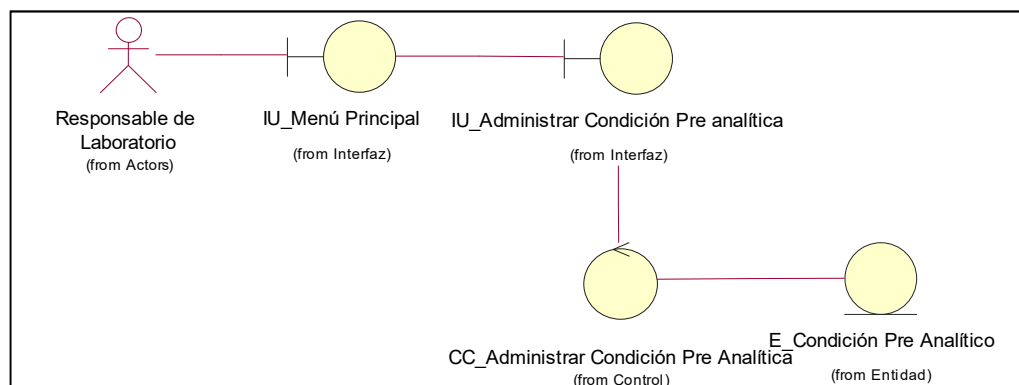 Responsable de
Laboratorio
(from Actors)
IU_Menú Principal
(from Interfaz)
IU_Administrar Condición Pre analítica
(from Interfaz)
CC_Administrar Condición Pre Analítica
(from Control)
E_Condición Pre Analítico
(from Entidad)